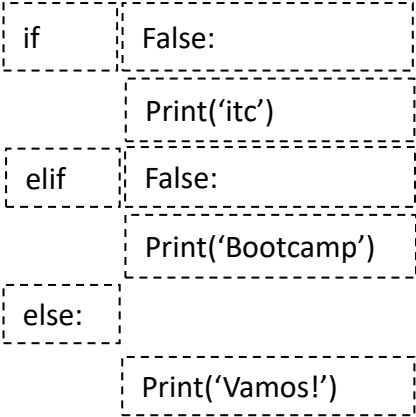 if False:
Print(‘itc’)
elif False:
Print(‘Bootcamp’)
else:
Print(‘Vamos!’)